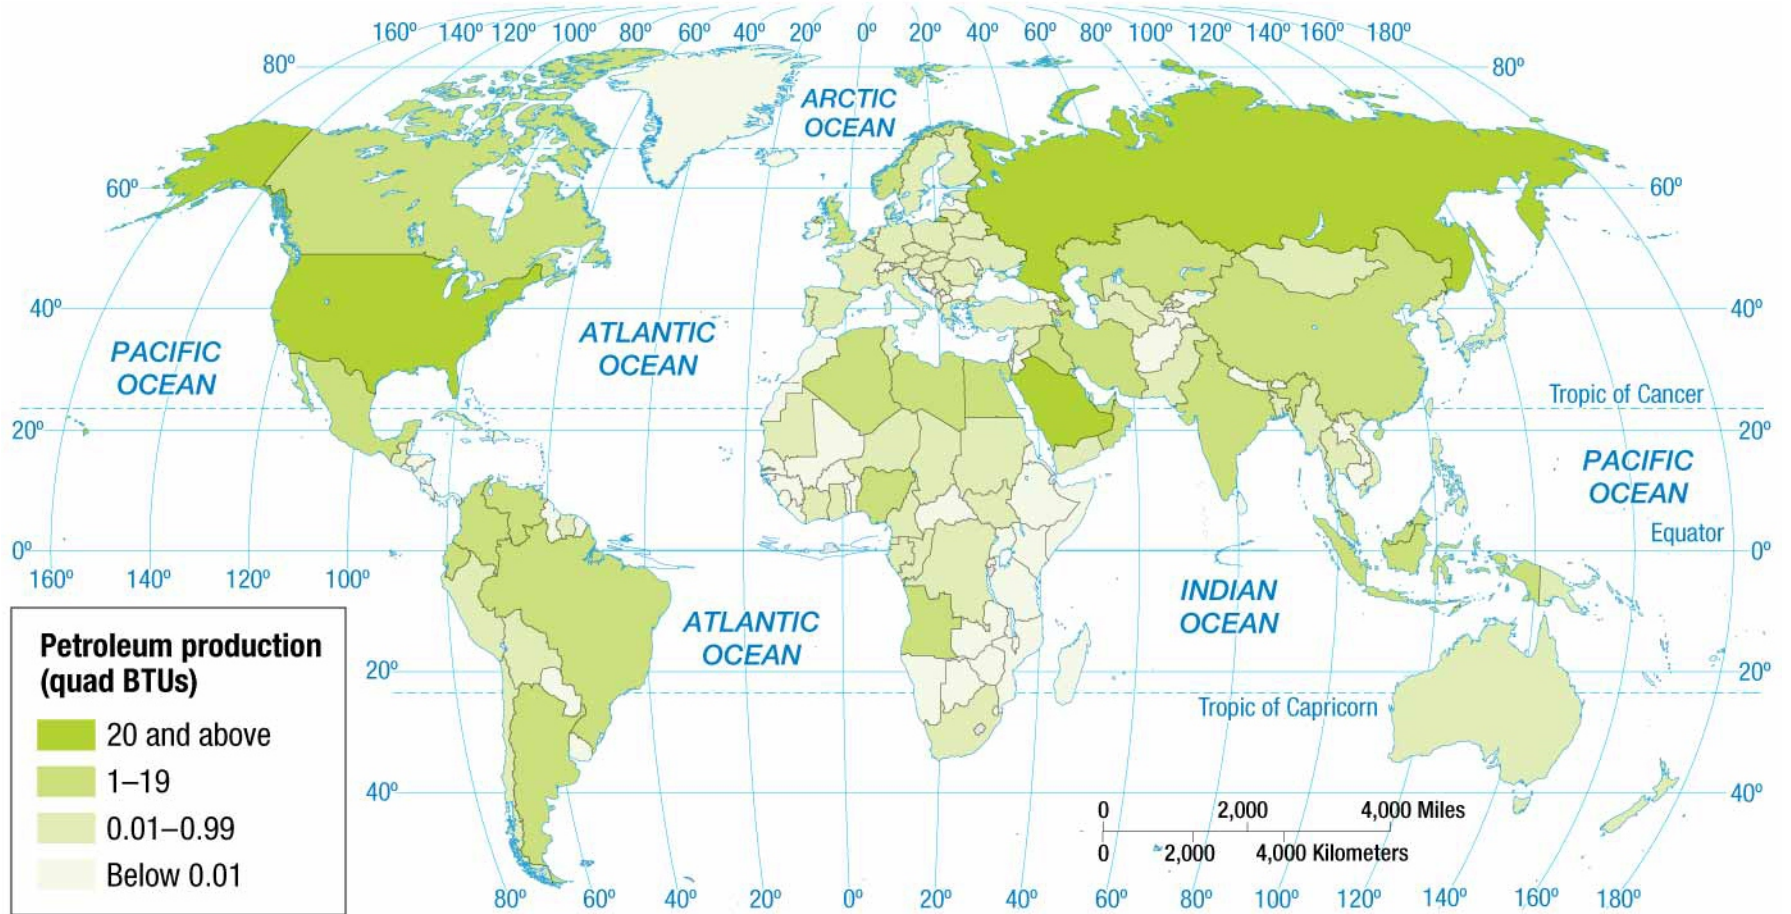 160º 140º 120º 100º 80º 60º 40º 20º 0º 20º 40º 60º 80º 100º 120º 140º 160º 180º
80º 80º
ARCTIC
OCEAN
60º 60º
40º 40º
ATLANTIC
OCEAN
PACIFIC
OCEAN
Tropic of Cancer
20º 20º
PACIFIC
OCEAN
Equator
0º 0º
160º 140º 120º 100º
INDIAN
OCEAN
ATLANTIC
OCEAN
20º 20º
Tropic of Capricorn
40º 40º
Petroleum production
(quad BTUs)
20 and above
1–19
0.01–0.99
Below 0.01
0 2,000 4,000 Miles
0 2,000 4,000 Kilometers
80º 60º 40º 20º 0º 20º 40º 60º 80º 100º 120º 140º 160º 180º